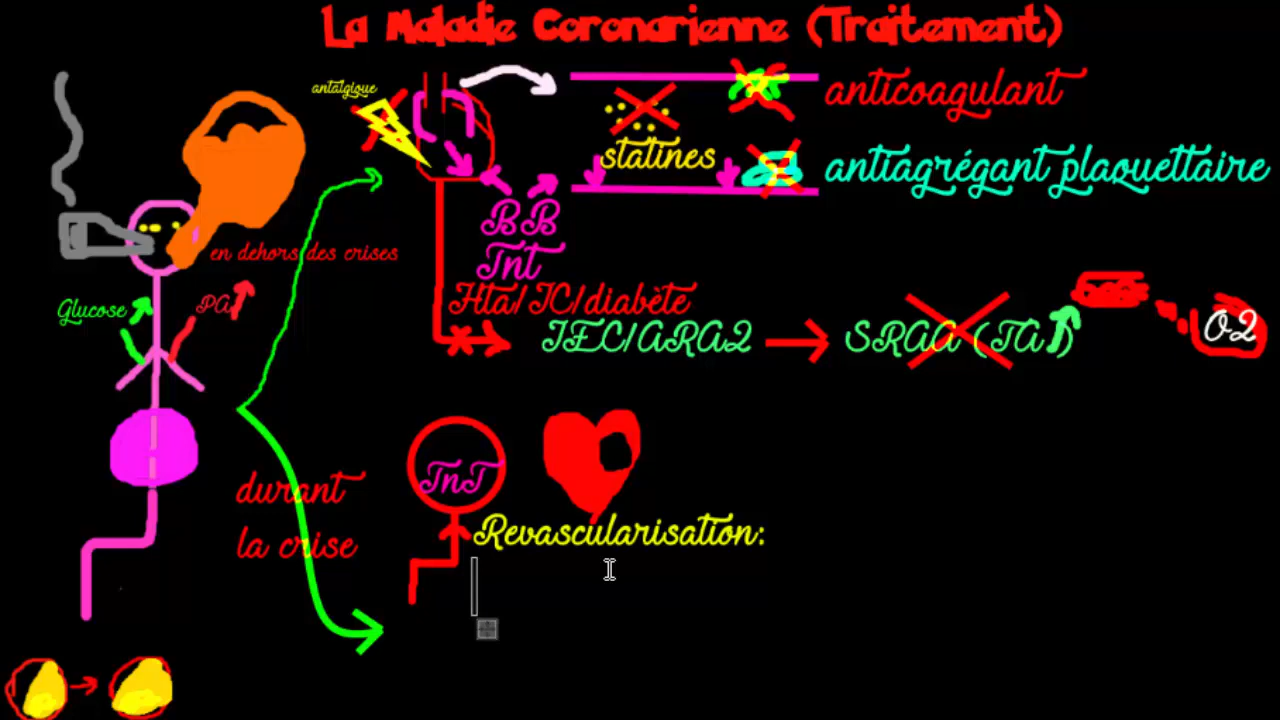 La Maladie Coronarienne (Traitement)
antalgique
anticoagulant
statines
antiagrégant plaquettaire
BB
Tnt
en dehors des crises
Glucose
PA
Hta/IC/diabète
IEC/ARA2
SRAA (TA )
O2
TnT
durant
la crise
Revascularisation: